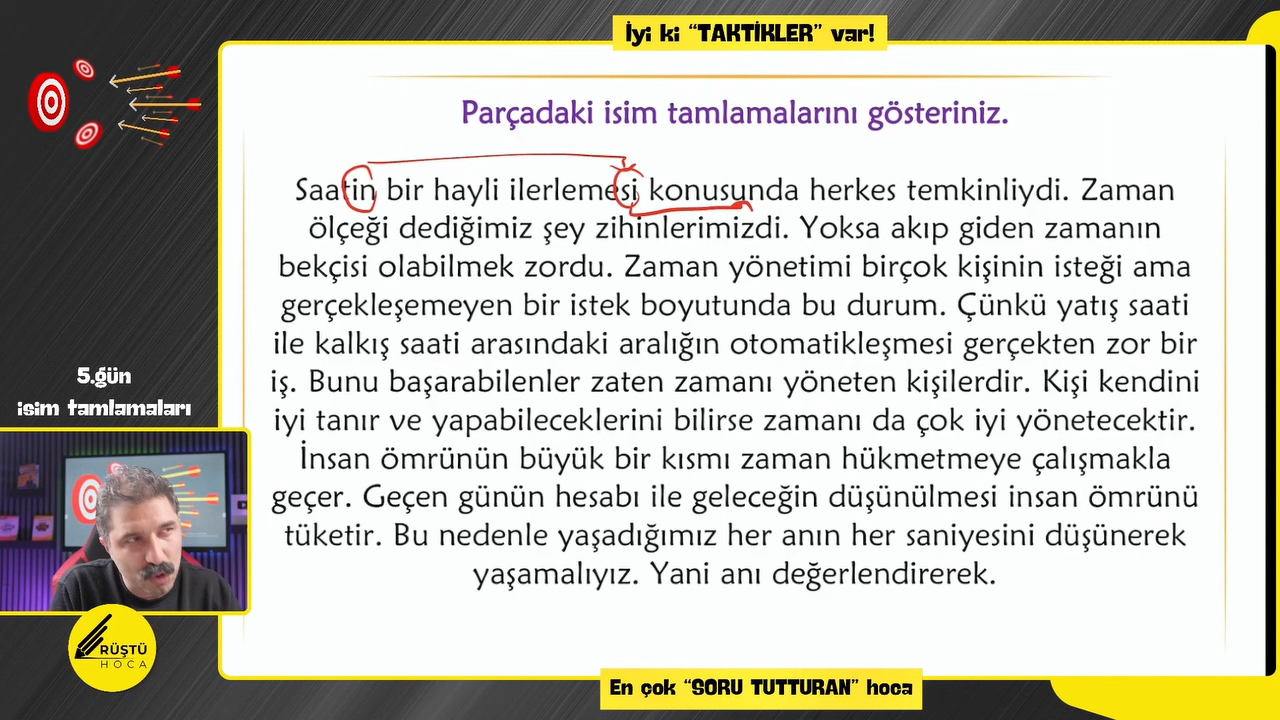 İyi ki “TAKTİKLER” var!
Parçadaki isim tamlamalarını gösteriniz.
Saatin bir hayli ilerlemesi konusunda herkes temkinliydi. Zaman
ölçeği dediğimiz şey zihinlerimizdi. Yoksa akıp giden zamanın
bekçisi olabilmek zordu. Zaman yönetimi birçok kişinin isteği ama
gerçekleşemeyen bir istek boyutunda bu durum. Çünkü yatış saati
ile kalkış saati arasındaki aralığın otomatikleşmesi gerçekten zor bir
iş. Bunu başarabilenler zaten zamanı yöneten kişilerdir. Kişi kendini
iyi tanır ve yapabileceklerini bilirse zamanı da çok iyi yönetecektir.
İnsan ömrünün büyük bir kısmı zaman hükmetmeye çalışmakla
geçer. Geçen günün hesabı ile geleceğin düşünülmesi insan ömrünü
tüketir. Bu nedenle yaşadığımız her anın her saniyesini düşünerek
yaşamalıyız. Yani anı değerlendirerek.
5.gün
isim tamlamaları
RÜŞTÜ
HOCA
En çok “SORU TUTTURAN” hoca